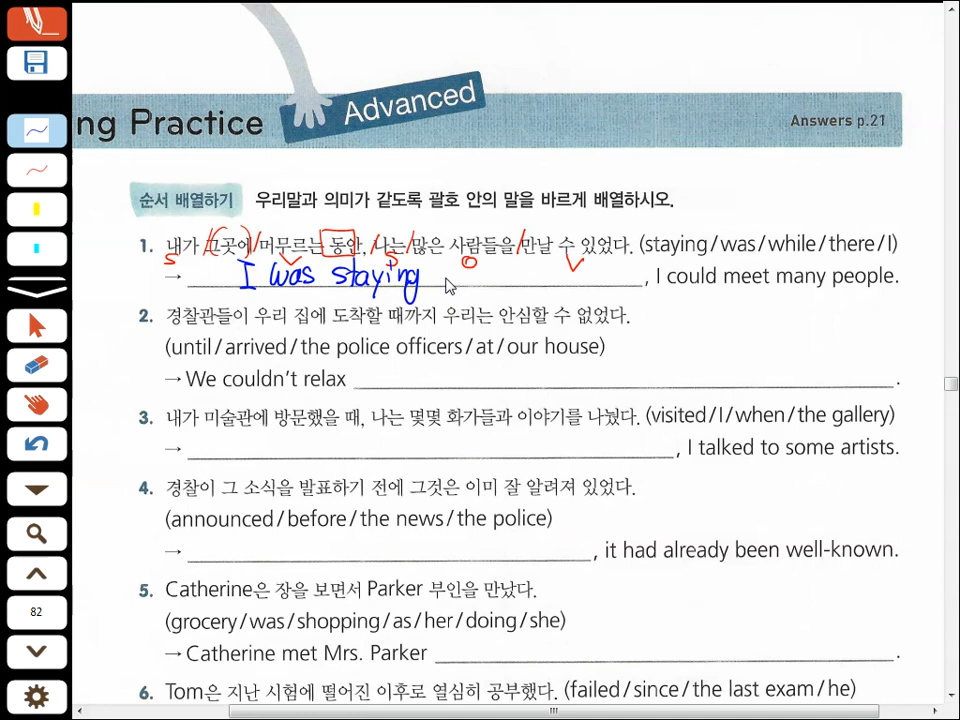 ng Practice
Advanced
Answers p.21
순서 배열하기 우리말과 의미가 같도록 괄호 안의 말을 바르게 배열하시오.
1. 내가 그곳에 머무르는 동안, 나는 많은 사람들을 만날 수 있었다. (staying/was/while/there/I)
S S O V
→ I was staying , I could meet many people.
2. 경찰관들이 우리 집에 도착할 때까지 우리는 안심할 수 없었다.
(until/arrived/the police officers/at/our house)
→ We couldn't relax .
3. 내가 미술관에 방문했을 때, 나는 몇몇 화가들과 이야기를 나눴다. (visited/I/when/the gallery)
→ , I talked to some artists.
4. 경찰이 그 소식을 발표하기 전에 그것은 이미 잘 알려져 있었다.
(announced/before/the news/the police)
→ , it had already been well-known.
5. Catherine은 장을 보면서 Parker 부인을 만났다.
(grocery/was/shopping/as/her/doing/she)
→ Catherine met Mrs. Parker .
6. Tom은 지난 시험에 떨어진 이후로 열심히 공부했다. (failed/since/the last exam/he)
82